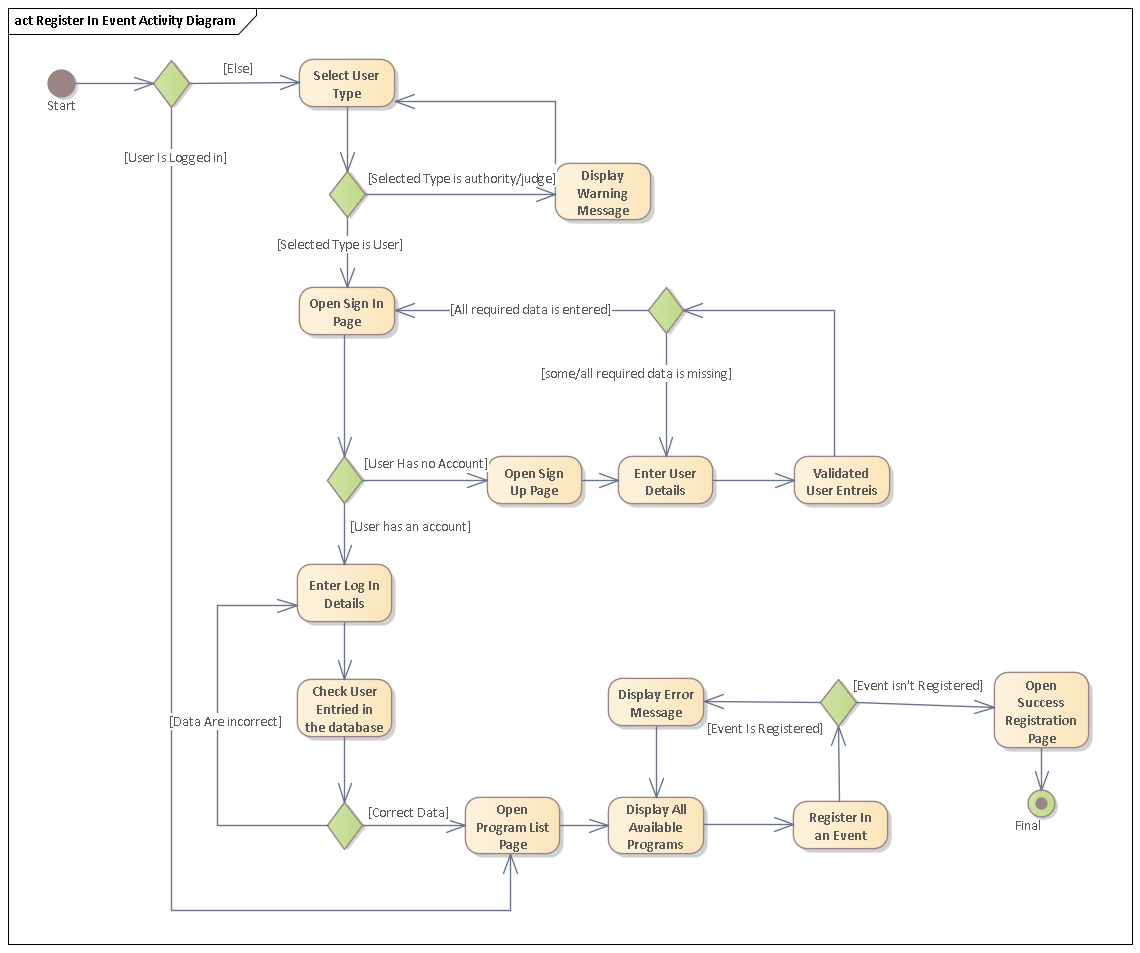 act Register In Event Activity Diagram
[Else]
Select User
Type
Start
[User Is Logged in]
[Selected Type is authority/judge]
Display
Warning
Message
[Selected Type is User]
Open Sign In
Page
[All required data is entered]
[some/all required data is missing]
[User Has no Account]
Open Sign
Up Page
Enter User
Details
Validated
User Entreis
[User has an account]
Enter Log In
Details
Check User
Entried in
the database
[Data Are incorrect]
Display Error
Message
[Event isn't Registered]
[Event Is Registered]
Open
Success
Registration
Page
[Correct Data]
Open
Program List
Page
Display All
Available
Programs
Register In
an Event
Final